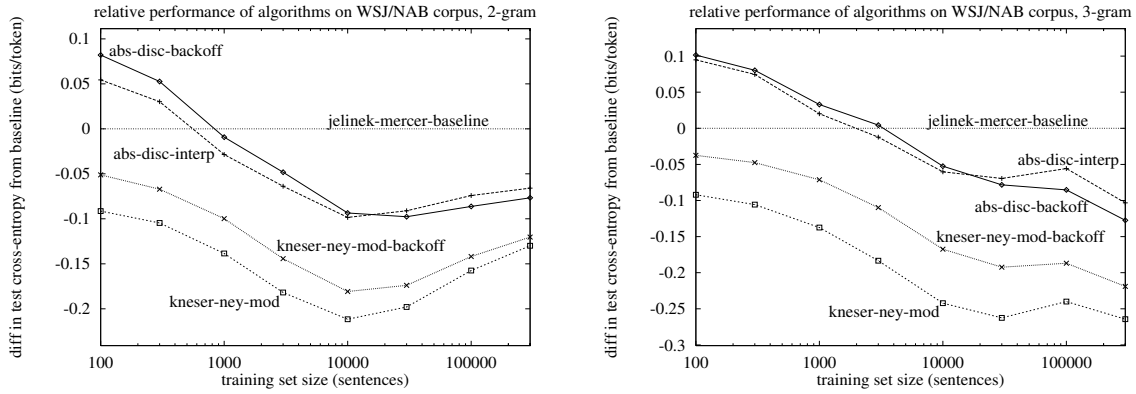 relative performance of algorithms on WSJ/NAB corpus, 2-gram
diff in test cross-entropy from baseline (bits/token)
0.1
0.05
0
-0.05
-0.1
-0.15
-0.2
abs-disc-backoff
jelinek-mercer-baseline
abs-disc-interp
kneser-ney-mod-backoff
kneser-ney-mod
100 1000 10000 100000
training set size (sentences)
relative performance of algorithms on WSJ/NAB corpus, 3-gram
diff in test cross-entropy from baseline (bits/token)
0.1
0.05
0
-0.05
-0.1
-0.15
-0.2
-0.25
-0.3
jelinek-mercer-baseline
abs-disc-interp
abs-disc-backoff
kneser-ney-mod-backoff
kneser-ney-mod
100 1000 10000 100000
training set size (sentences)